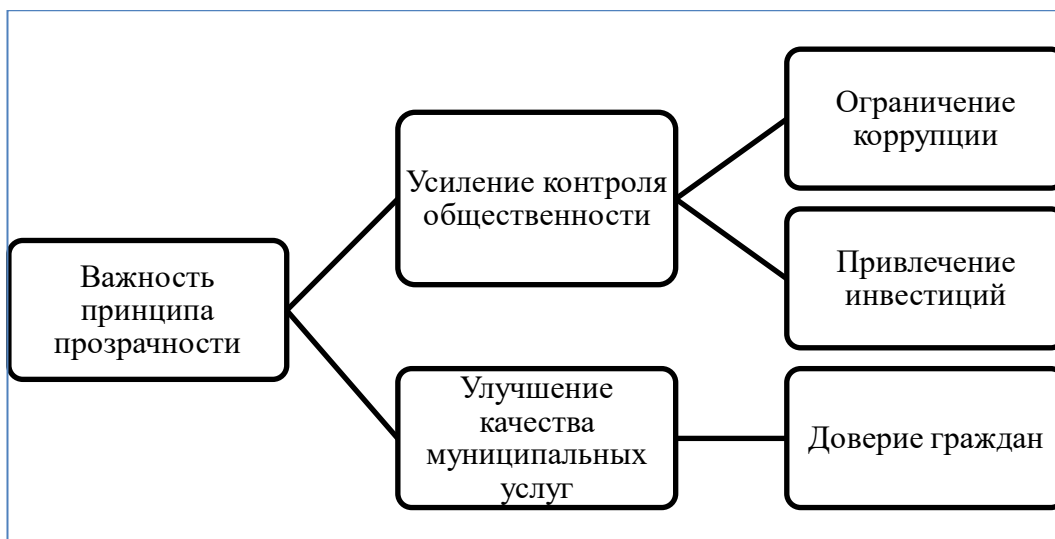 Важность
принципа
прозрачности
Усиление контроля
общественности
Ограничение
коррупции
Привлечение
инвестиций
Улучшение
качества
муниципальных
услуг
Доверие граждан